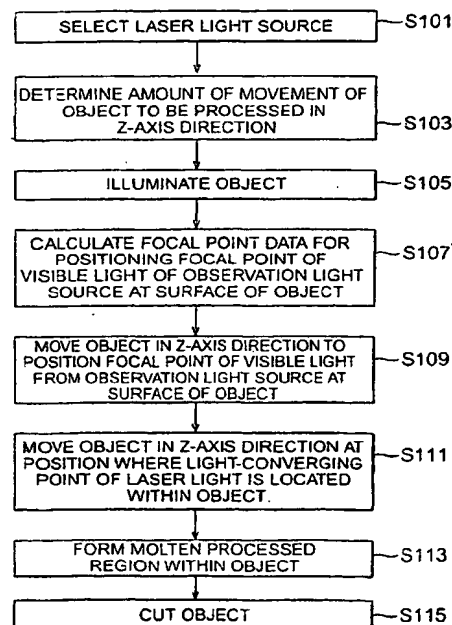 SELECT LASER LIGHT SOURCE
S101
DETERMINE AMOUNT OF MOVEMENT OF
OBJECT TO BE PROCESSED IN
Z-AXIS DIRECTION
S103
ILLUMINATE OBJECT
S105
CALCULATE FOCAL POINT DATA FOR
POSITIONING FOCAL POINT OF
VISIBLE LIGHT OF OBSERVATION LIGHT
SOURCE AT SURFACE OF OBJECT
S107
MOVE OBJECT IN Z-AXIS DIRECTION TO
POSITION FOCAL POINT OF VISIBLE LIGHT
FROM OBSERVATION LIGHT SOURCE AT
SURFACE OF OBJECT
S109
MOVE OBJECT IN Z-AXIS DIRECTION AT
POSITION WHERE LIGHT-CONVERGING
POINT OF LASER LIGHT IS LOCATED
WITHIN OBJECT.
S111
FORM MOLTEN PROCESSED
REGION WITHIN OBJECT
S113
CUT OBJECT
S115